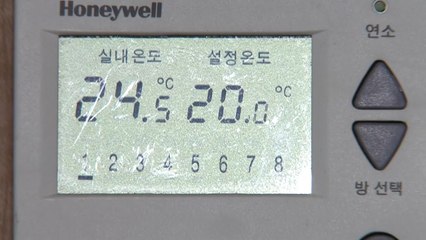 Honeywell
연소
실내온도 설정온도
24.5 °C 20.0 °C
1 2 3 4 5 6 7 8
방 선택